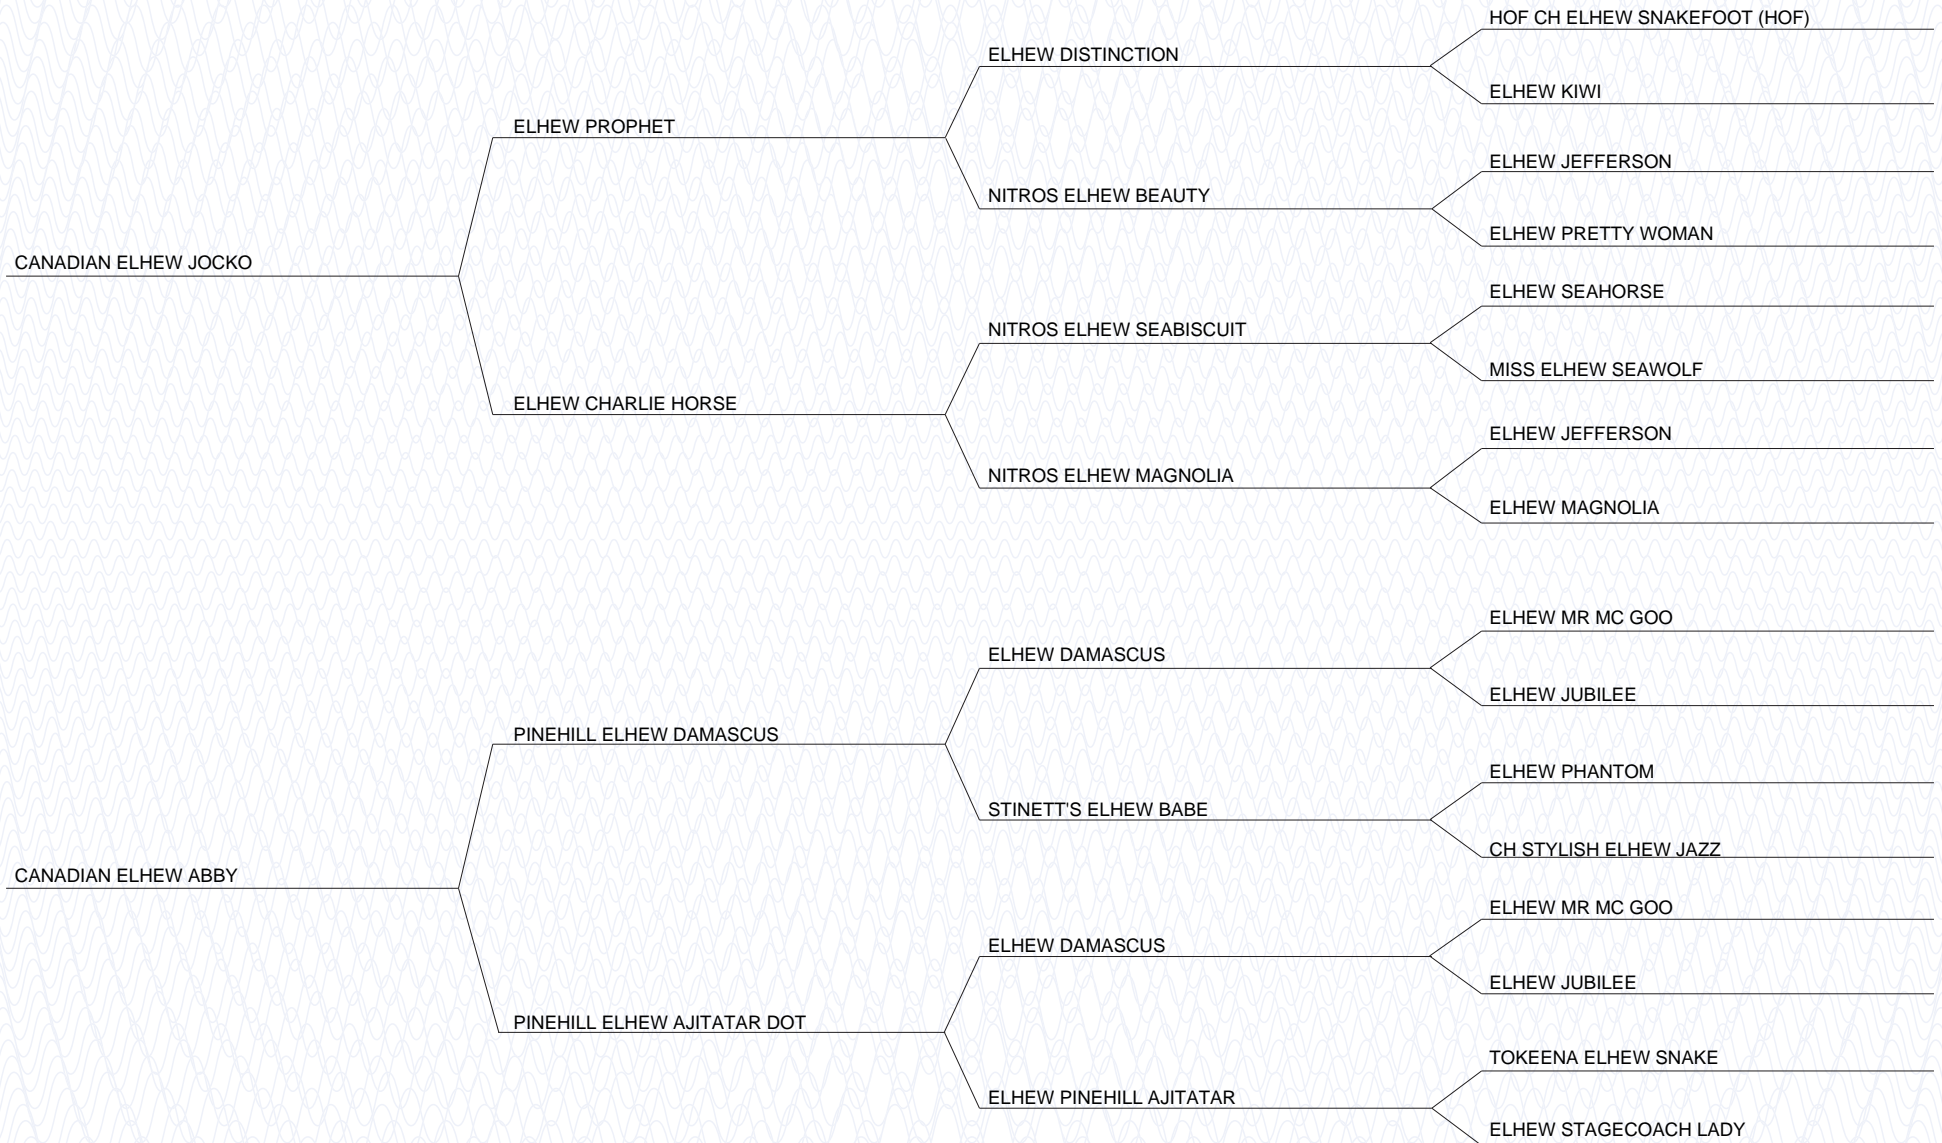 HOF CH ELHEW SNAKEFOOT (HOF)
ELHEW DISTINCTION
ELHEW KIWI
ELHEW PROPHET
ELHEW JEFFERSON
NITROS ELHEW BEAUTY
ELHEW PRETTY WOMAN
CANADIAN ELHEW JOCKO
ELHEW SEAHORSE
NITROS ELHEW SEABISCUIT
MISS ELHEW SEAWOLF
ELHEW CHARLIE HORSE
ELHEW JEFFERSON
NITROS ELHEW MAGNOLIA
ELHEW MAGNOLIA
ELHEW MR MC GOO
ELHEW DAMASCUS
ELHEW JUBILEE
PINEHILL ELHEW DAMASCUS
ELHEW PHANTOM
STINETT'S ELHEW BABE
CH STYLISH ELHEW JAZZ
CANADIAN ELHEW ABBY
ELHEW MR MC GOO
ELHEW DAMASCUS
ELHEW JUBILEE
PINEHILL ELHEW AJITATAR DOT
TOKEENA ELHEW SNAKE
ELHEW PINEHILL AJITATAR
ELHEW STAGECOACH LADY